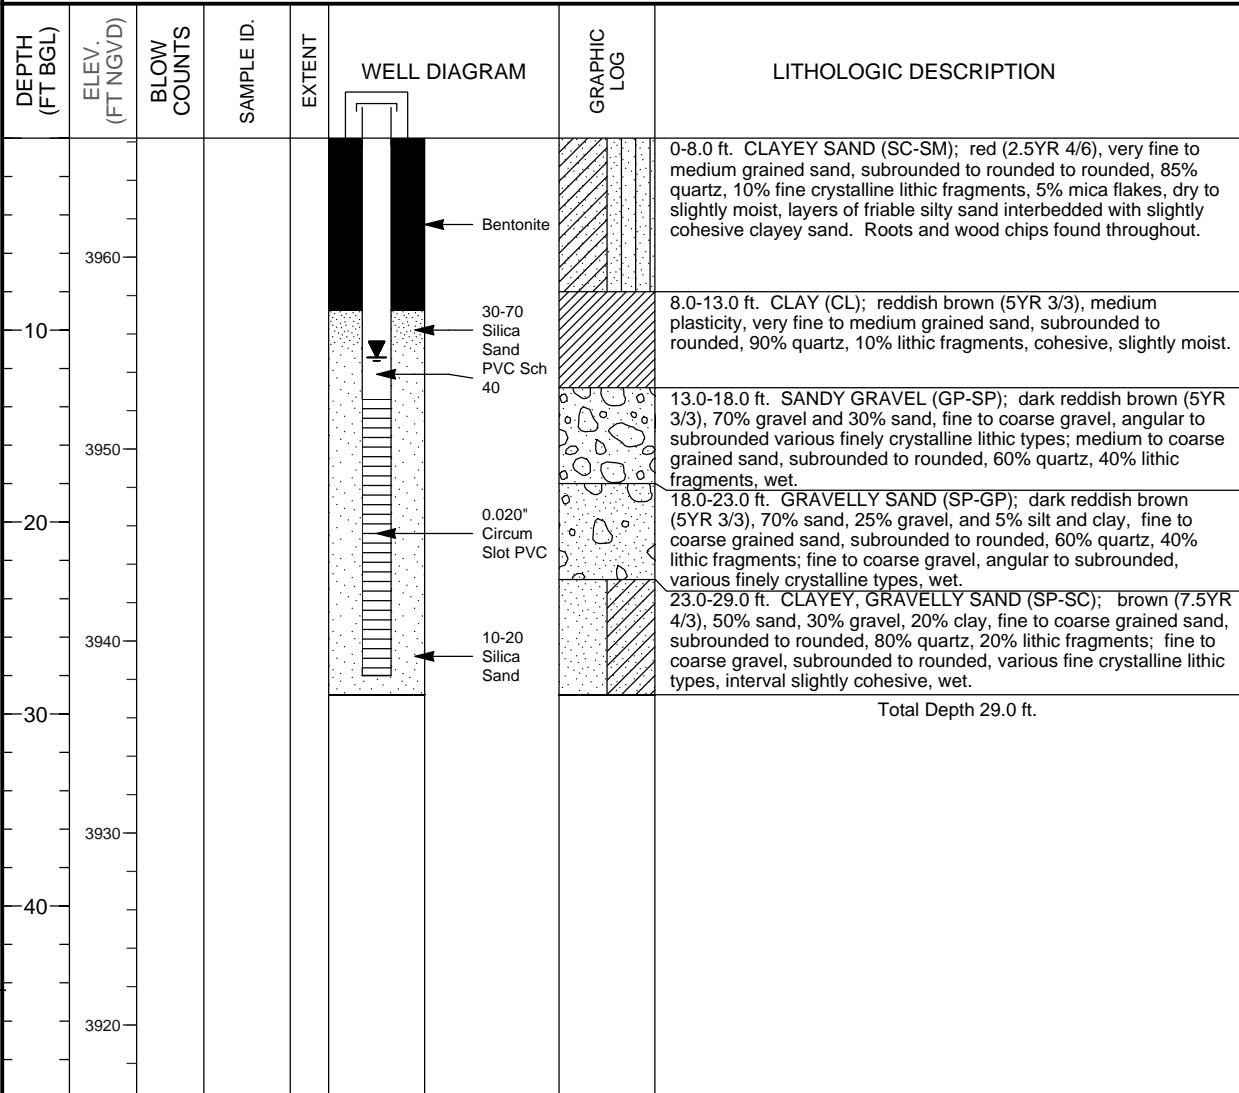 DEPTH
(FT BGL)
ELEV.
(FT NGVD)
BLOW
COUNTS
SAMPLE ID.
EXTENT
WELL DIAGRAM
GRAPHIC
LOG
LITHOLOGIC DESCRIPTION
0-8.0 ft. CLAYEY SAND (SC-SM); red (2.5YR 4/6), very fine to
medium grained sand, subrounded to rounded to rounded, 85%
quartz, 10% fine crystalline lithic fragments, 5% mica flakes, dry to
slightly moist, layers of friable silty sand interbedded with slightly
cohesive clayey sand. Roots and wood chips found throughout.
Bentonite
3960
8.0-13.0 ft. CLAY (CL); reddish brown (5YR 3/3), medium
plasticity, very fine to medium grained sand, subrounded to
rounded, 90% quartz, 10% lithic fragments, cohesive, slightly moist.
10
30-70
Silica
Sand
PVC Sch
40
13.0-18.0 ft. SANDY GRAVEL (GP-SP); dark reddish brown (5YR
3/3), 70% gravel and 30% sand, fine to coarse gravel, angular to
subrounded various finely crystalline lithic types; medium to coarse
grained sand, subrounded to rounded, 60% quartz, 40% lithic
fragments, wet.
3950
18.0-23.0 ft. GRAVELLY SAND (SP-GP); dark reddish brown
(5YR 3/3), 70% sand, 25% gravel, and 5% silt and clay, fine to
coarse grained sand, subrounded to rounded, 60% quartz, 40%
lithic fragments; fine to coarse gravel, angular to subrounded,
various finely crystalline types, wet.
20
0.020"
Circum
Slot PVC
23.0-29.0 ft. CLAYEY, GRAVELLY SAND (SP-SC); brown (7.5YR
4/3), 50% sand, 30% gravel, 20% clay, fine to coarse grained sand,
subrounded to rounded, 80% quartz, 20% lithic fragments; fine to
coarse gravel, subrounded to rounded, various fine crystalline lithic
types, interval slightly cohesive, wet.
3940
10-20
Silica
Sand
Total Depth 29.0 ft.
30
3930
40
3920